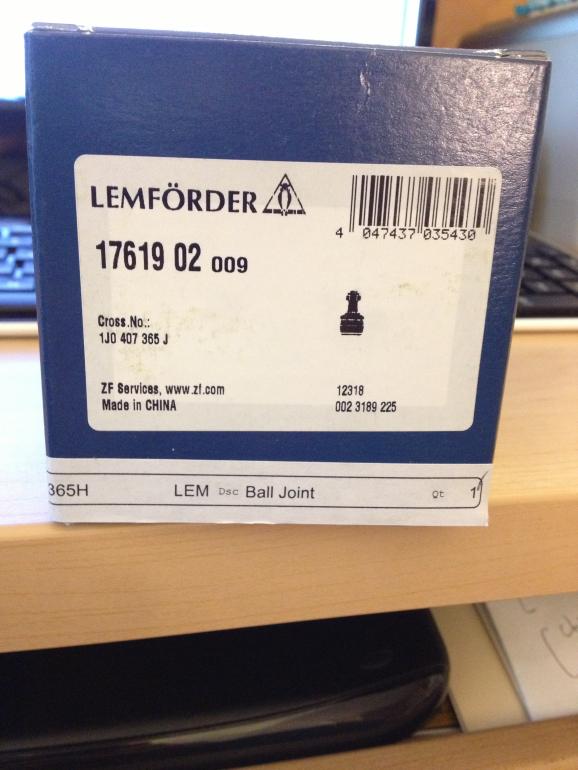 LEMFÖRDER
4 047437 035430
17619 02 009
Cross.No.:
1J0 407 365 J
ZF Services, www.zf.com
Made in CHINA
12318
002 3189 225
365H LEM Dsc Ball Joint Qt 1